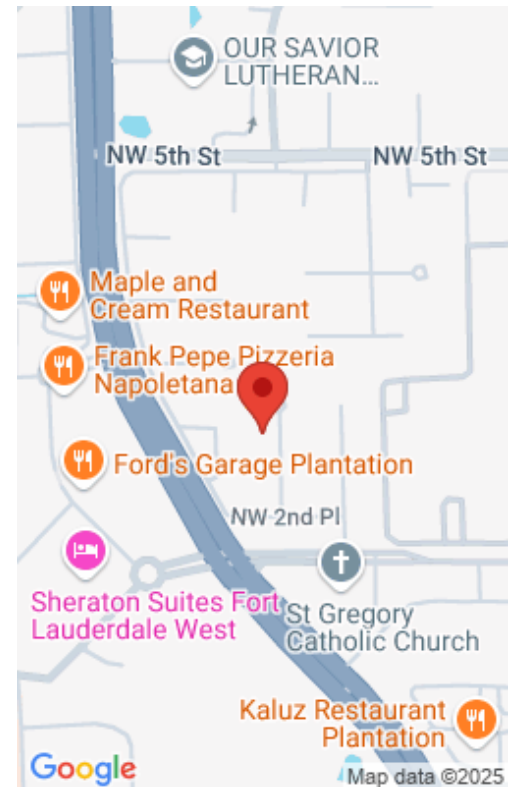 OUR SAVIOR
LUTHERAN...
NW 5th St
NW 5th St
Maple and
Cream Restaurant
Frank Pepe Pizzeria
Napoletana
Ford's Garage Plantation
NW 2nd Pl
Sheraton Suites Fort
Lauderdale West
St Gregory
Catholic Church
Kaluz Restaurant
Plantation
Google
Map data ©2025